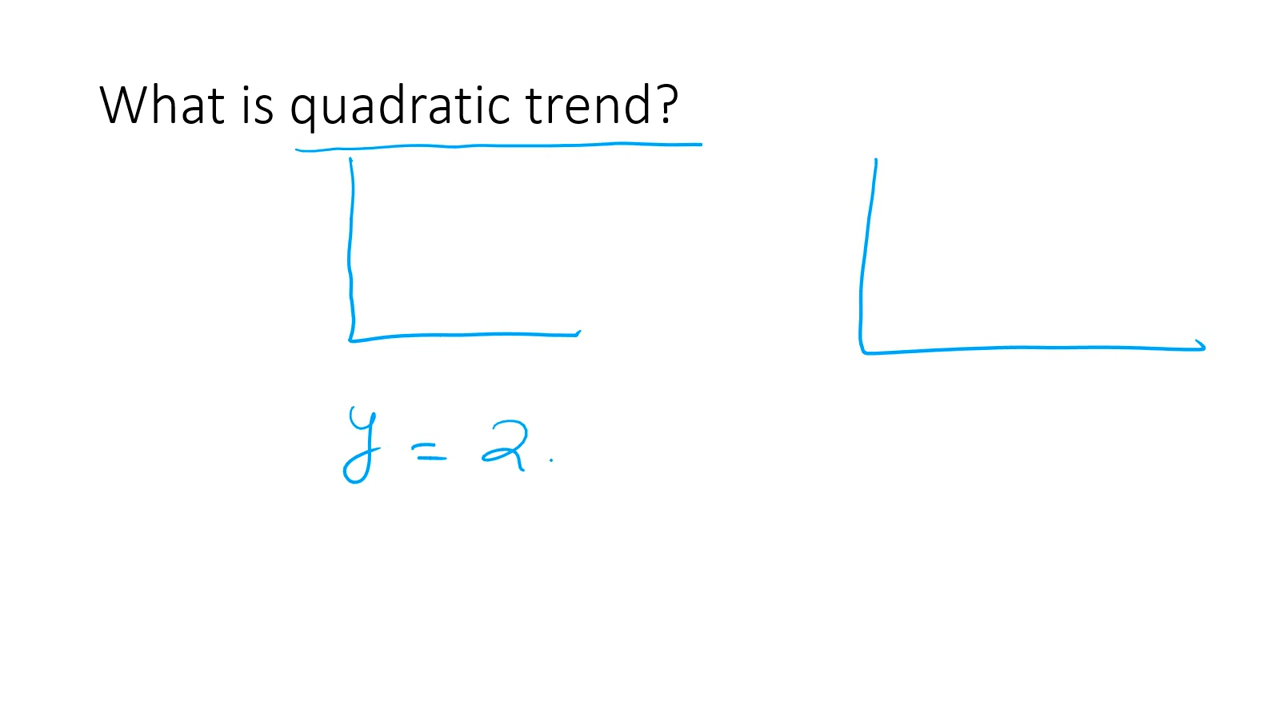 What is quadratic trend?
y = 2.